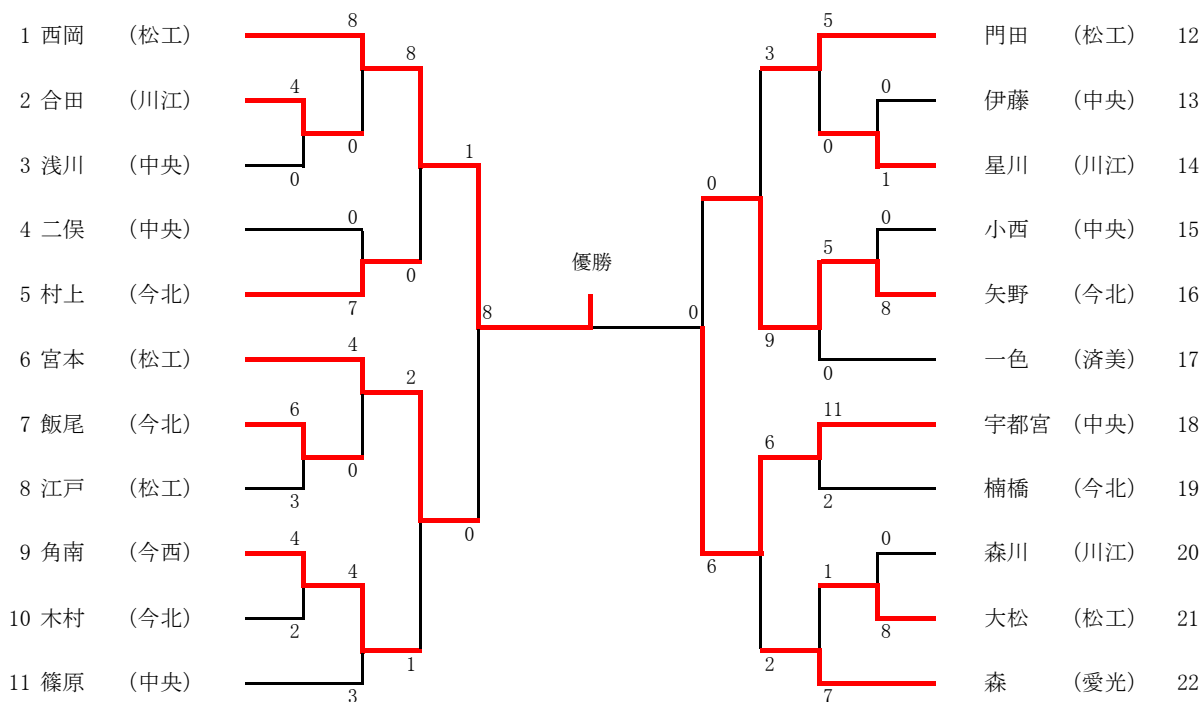 8
5
1 西岡 (松工)
門田 (松工) 12
8
3
4
0
2 合田 (川江)
伊藤 (中央) 13
0
0
1
3 浅川 (中央)
星川 (川江) 14
0
1
0
0
0
4 二俣 (中央)
小西 (中央) 15
5
優勝
0
5 村上 (今北)
矢野 (今北) 16
7
8
8
0
9
4
6 宮本 (松工)
一色 (済美) 17
2
0
6
11
7 飯尾 (今北)
宇都宮 (中央) 18
6
0
8 江戸 (松工)
楠橋 (今北) 19
3
2
0
4
0
9 角南 (今西)
森川 (川江) 20
6
4
1
10 木村 (今北)
大松 (松工) 21
2
8
1
2
11 篠原 (中央)
森 (愛光) 22
3
7